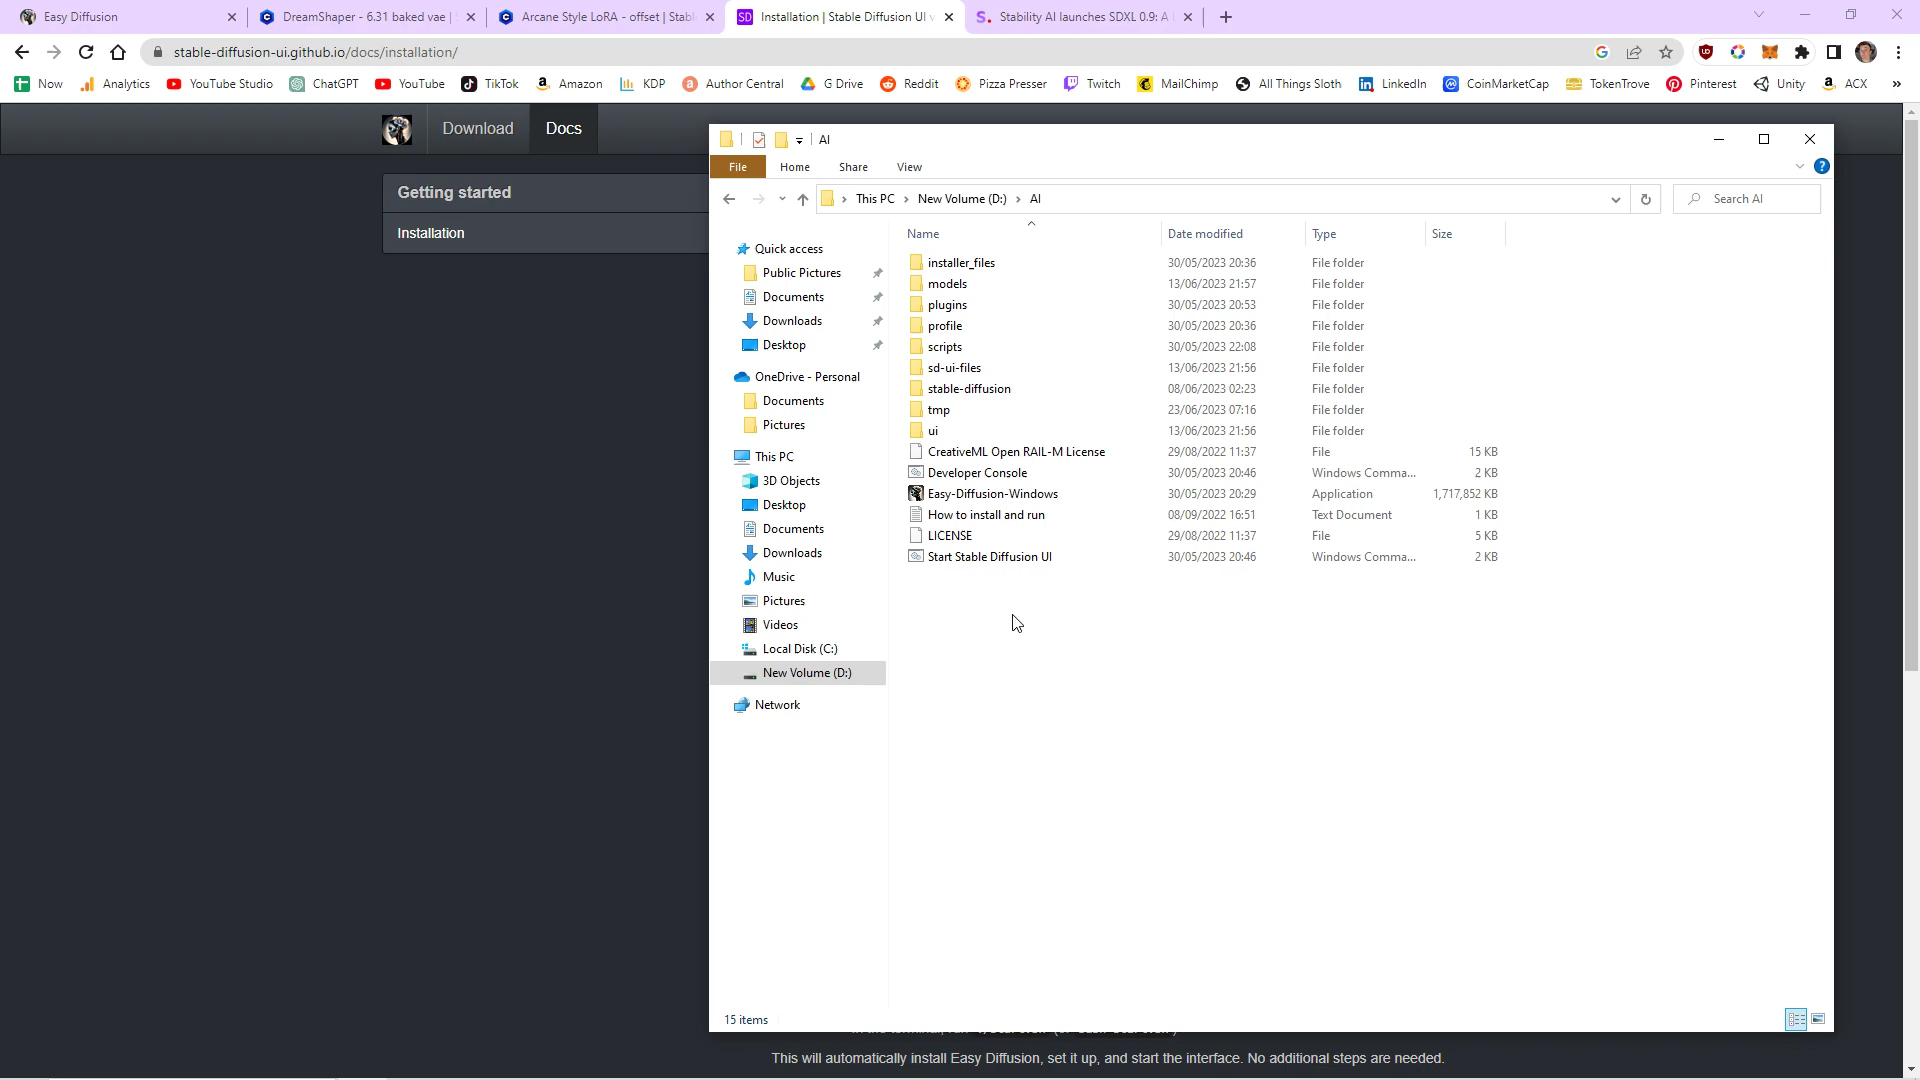 Easy Diffusion
DreamShaper - 6.31 baked vae |
Arcane Style LoRA - offset | Stabl
SD Installation | Stable Diffusion UI v
S. Stability AI launches SDXL 0.9: A
stable-diffusion-ui.github.io/docs/installation/
Now
Analytics
YouTube Studio
ChatGPT
YouTube
TikTok
Amazon
KDP
Author Central
G Drive
Reddit
Pizza Presser
Twitch
MailChimp
All Things Sloth
LinkedIn
CoinMarketCap
TokenTrove
Pinterest
Unity
ACX
Download
Docs
Getting started
Installation
AI
File
Home
Share
View
This PC
New Volume (D:)
AI
Search AI
Quick access
Public Pictures
Documents
Downloads
Desktop
OneDrive - Personal
Documents
Pictures
This PC
3D Objects
Desktop
Documents
Downloads
Music
Pictures
Videos
Local Disk (C:)
New Volume (D:)
Network
Name Date modified Type Size
installer_files 30/05/2023 20:36 File folder
models 13/06/2023 21:57 File folder
plugins 30/05/2023 20:53 File folder
profile 30/05/2023 20:36 File folder
scripts 30/05/2023 22:08 File folder
sd-ui-files 13/06/2023 21:56 File folder
stable-diffusion 08/06/2023 02:23 File folder
tmp 23/06/2023 07:16 File folder
ui 13/06/2023 21:56 File folder
CreativeML Open RAIL-M License 29/08/2022 11:37 File 15 KB
Developer Console 30/05/2023 20:46 Windows Comma... 2 KB
Easy-Diffusion-Windows 30/05/2023 20:29 Application 1,717,852 KB
How to install and run 08/09/2022 16:51 Text Document 1 KB
LICENSE 29/08/2022 11:37 File 5 KB
Start Stable Diffusion UI 30/05/2023 20:46 Windows Comma... 2 KB
15 items
This will automatically install Easy Diffusion, set it up, and start the interface. No additional steps are needed.